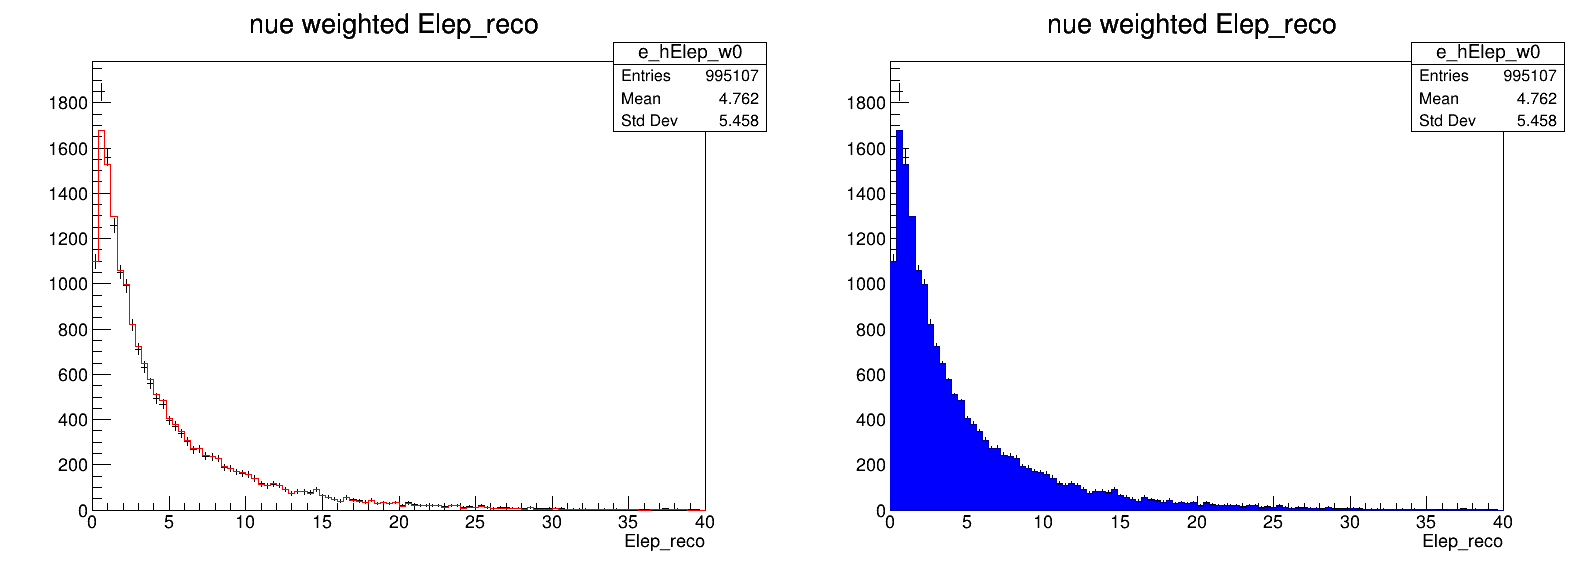 nue weighted Elep_reco
e_hElep_w0
Entries 995107
Mean 4.762
Std Dev 5.458
1800
1600
1400
1200
1000
800
600
400
200
0
0 5 10 15 20 25 30 35 40
Elep_reco
nue weighted Elep_reco
e_hElep_w0
Entries 995107
Mean 4.762
Std Dev 5.458
1800
1600
1400
1200
1000
800
600
400
200
0
0 5 10 15 20 25 30 35 40
Elep_reco